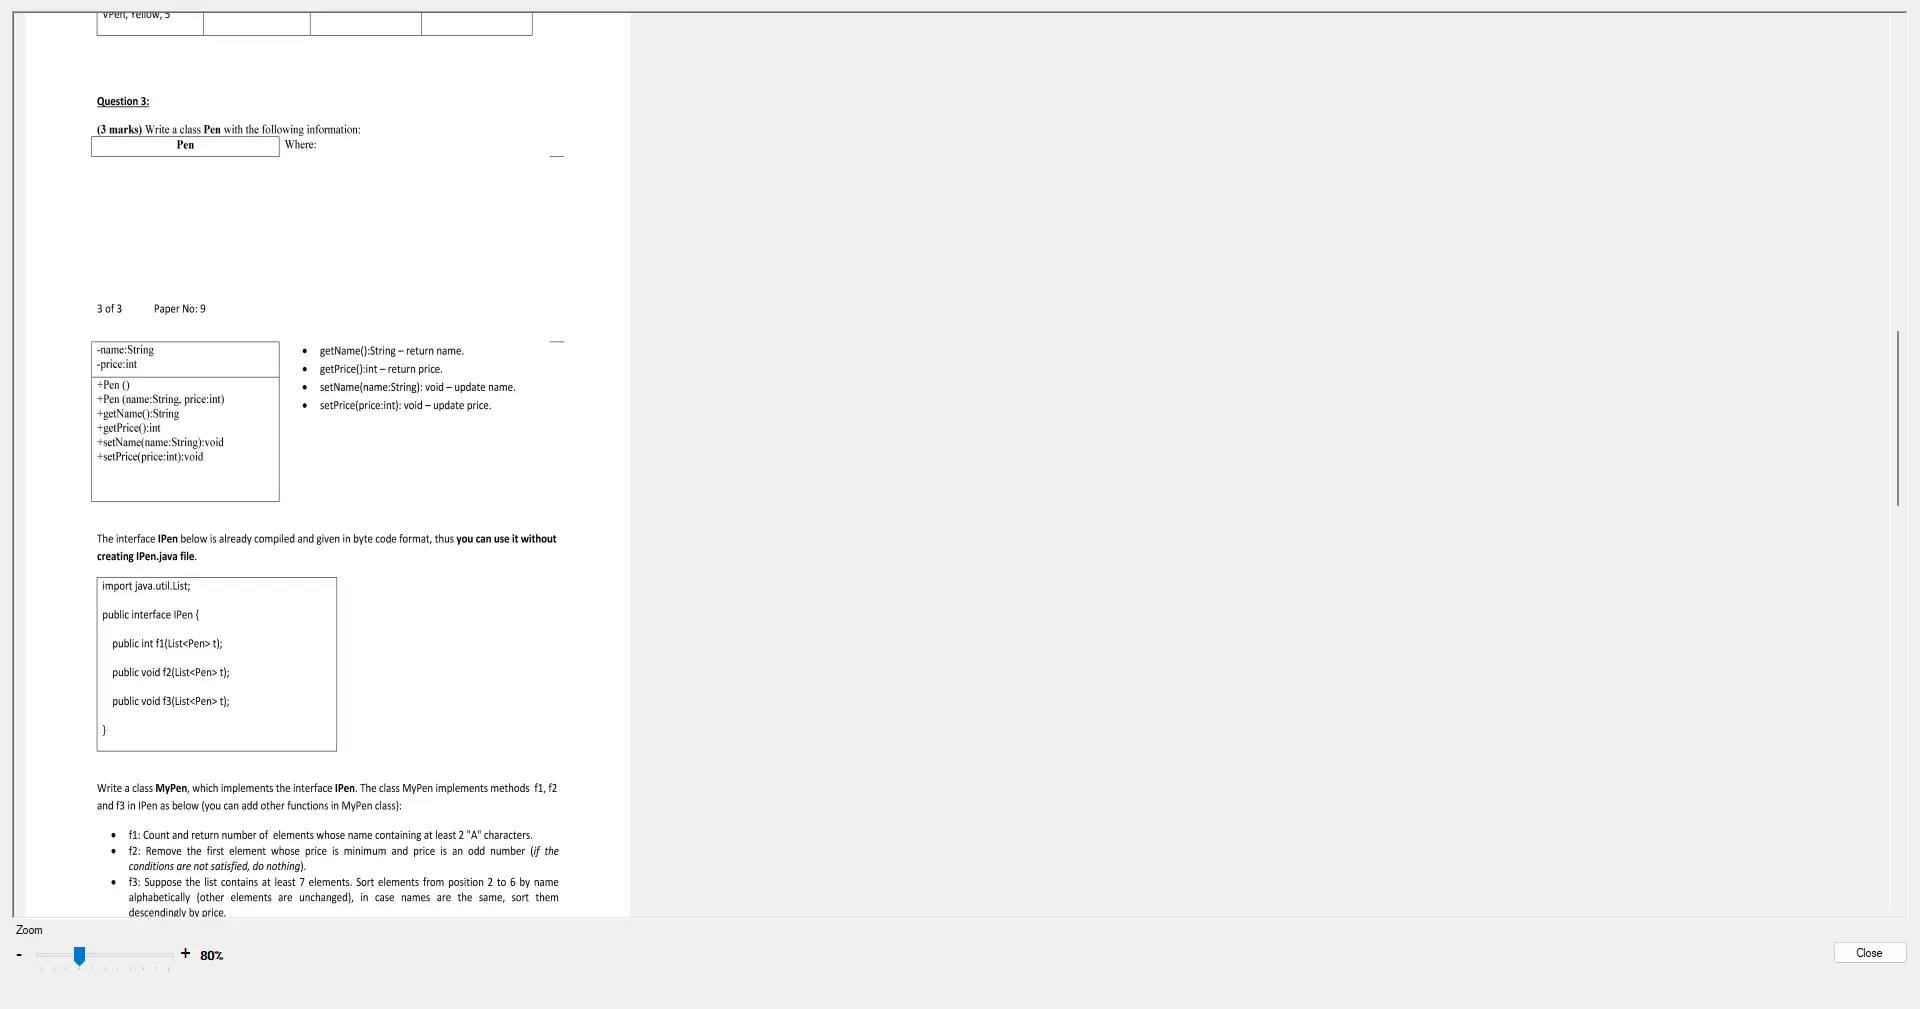 VPen, Yellow, 5
Question 3:
(3 marks) Write a class Pen with the following information:
Pen
Where:
3 of 3 Paper No: 9
-name:String
-price:int
+Pen ()
+Pen (name:String, price:int)
+getName():String
+getPrice():int
+setName(name:String):void
+setPrice(price:int):void
• getName():String – return name.
• getPrice():int – return price.
• setName(name:String): void – update name.
• setPrice(price:int): void – update price.
The interface IPen below is already compiled and given in byte code format, thus you can use it without
creating IPen.java file.
import java.util.List;
public interface IPen {
public int f1(List<Pen> t);
public void f2(List<Pen> t);
public void f3(List<Pen> t);
}
Write a class MyPen, which implements the interface IPen. The class MyPen implements methods f1, f2
and f3 in IPen as below (you can add other functions in MyPen class):
• f1: Count and return number of elements whose name containing at least 2 "A" characters.
• f2: Remove the first element whose price is minimum and price is an odd number (if the
conditions are not satisfied, do nothing).
• f3: Suppose the list contains at least 7 elements. Sort elements from position 2 to 6 by name
alphabetically (other elements are unchanged), in case names are the same, sort them
descendingly by price.
Zoom
- + 80%
Close